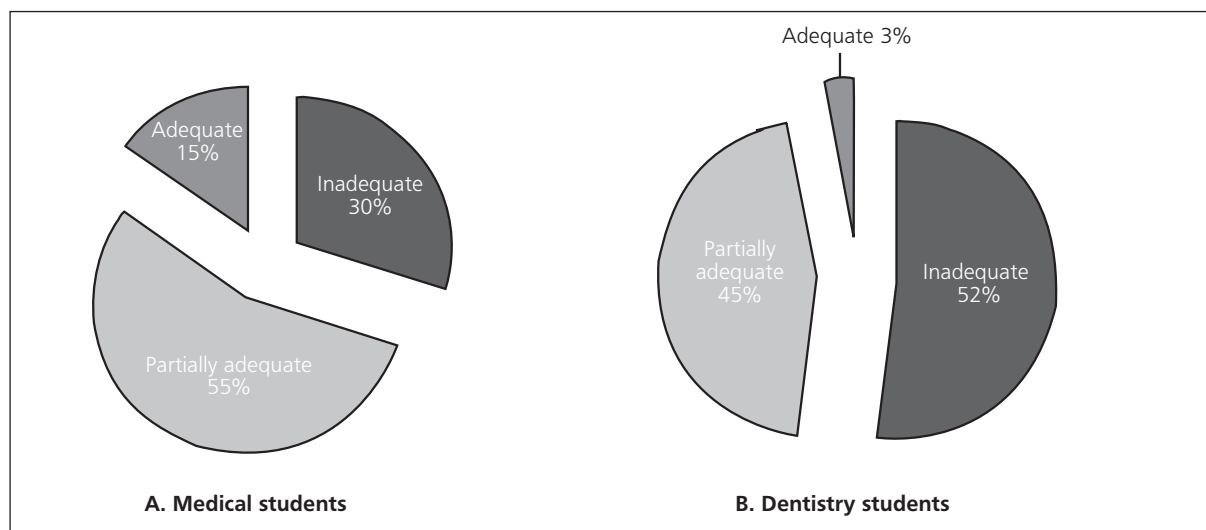 Adequate
15%
Inadequate
30%
Partially adequate
55%
A. Medical students
Adequate 3%
Partially
adequate
45%
Inadequate
52%
B. Dentistry students